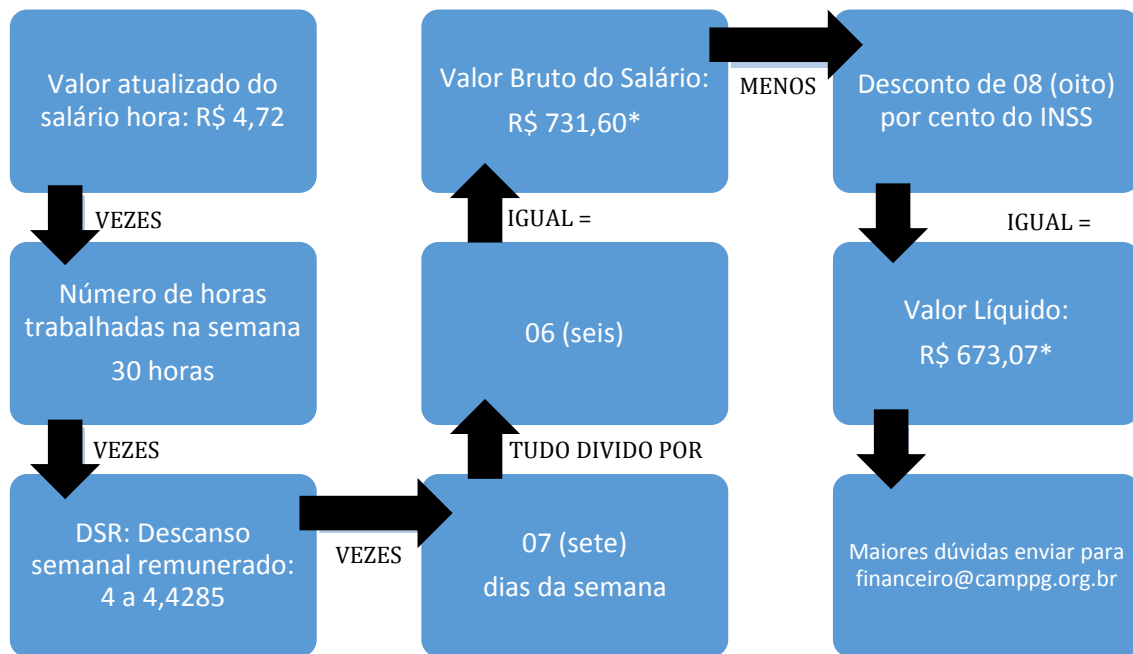 Valor atualizado do
salário hora: R$ 4,72
VEZES
Número de horas
trabalhadas na semana
30 horas
VEZES
DSR: Descanso
semanal remunerado:
4 a 4,4285
VEZES
07 (sete)
dias da semana
TUDO DIVIDO POR
06 (seis)
IGUAL =
Valor Bruto do Salário:
R$ 731,60*
MENOS
Desconto de 08 (oito)
por cento do INSS
IGUAL =
Valor Líquido:
R$ 673,07*
Maiores dúvidas enviar para
financeiro@camppg.org.br